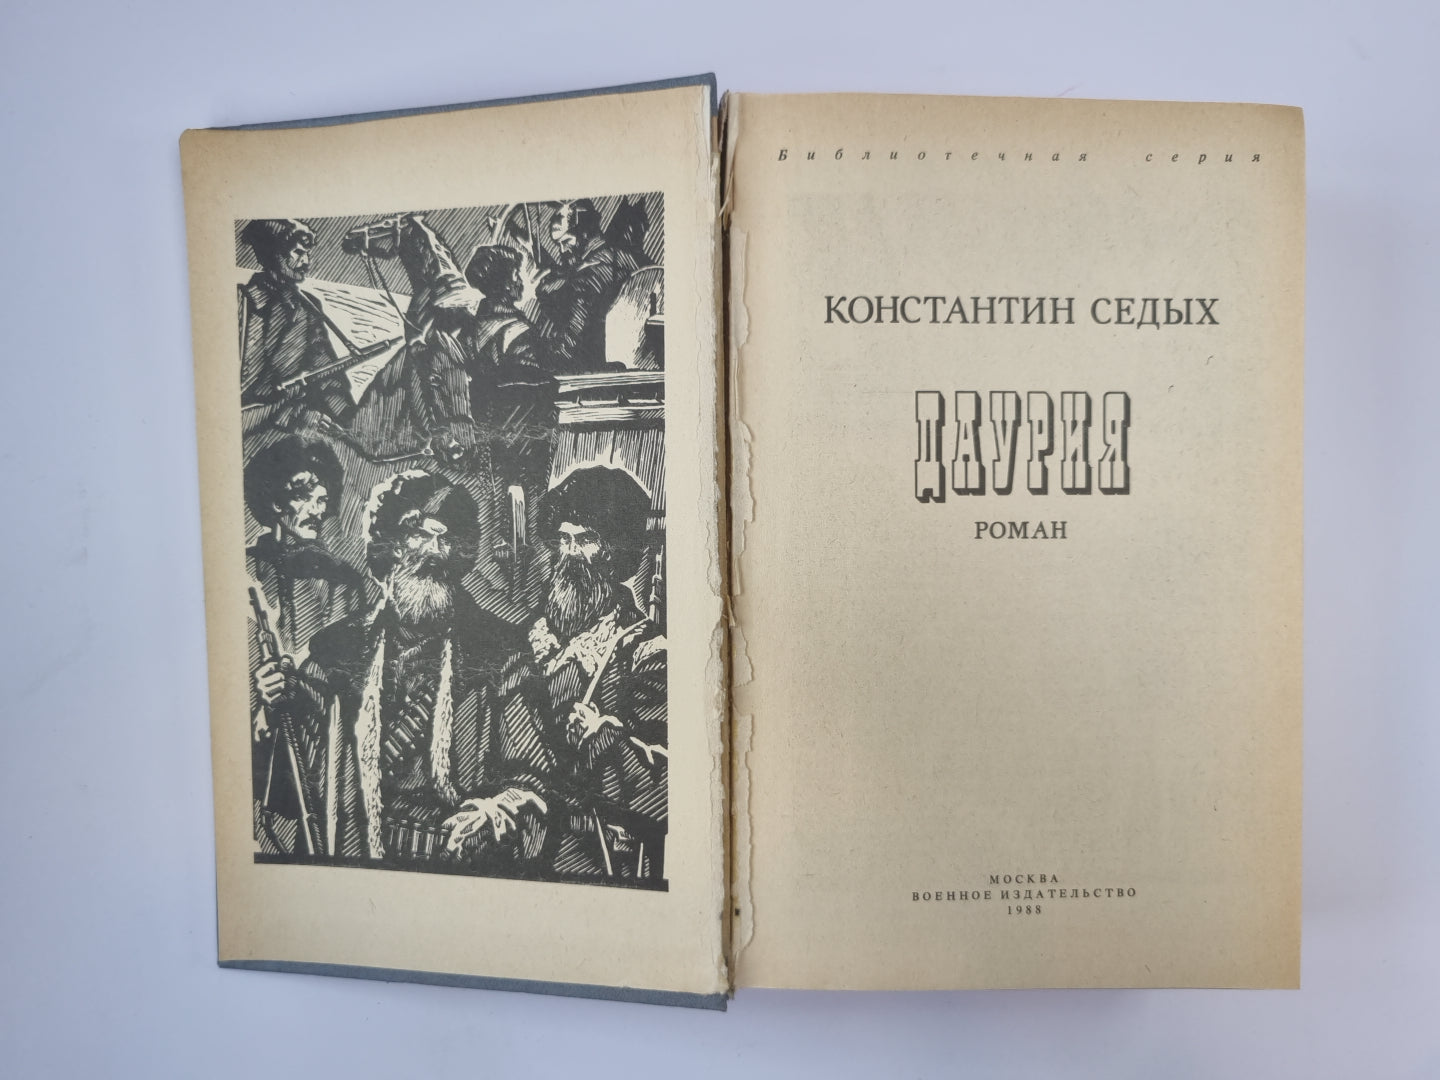 Библиотечная серия
КОНСТАНТИН СЕДЫХ
ДАУРИЯ
РОМАН
МОСКВА
ВОЕННОЕ ИЗДАТЕЛЬСТВО
1988